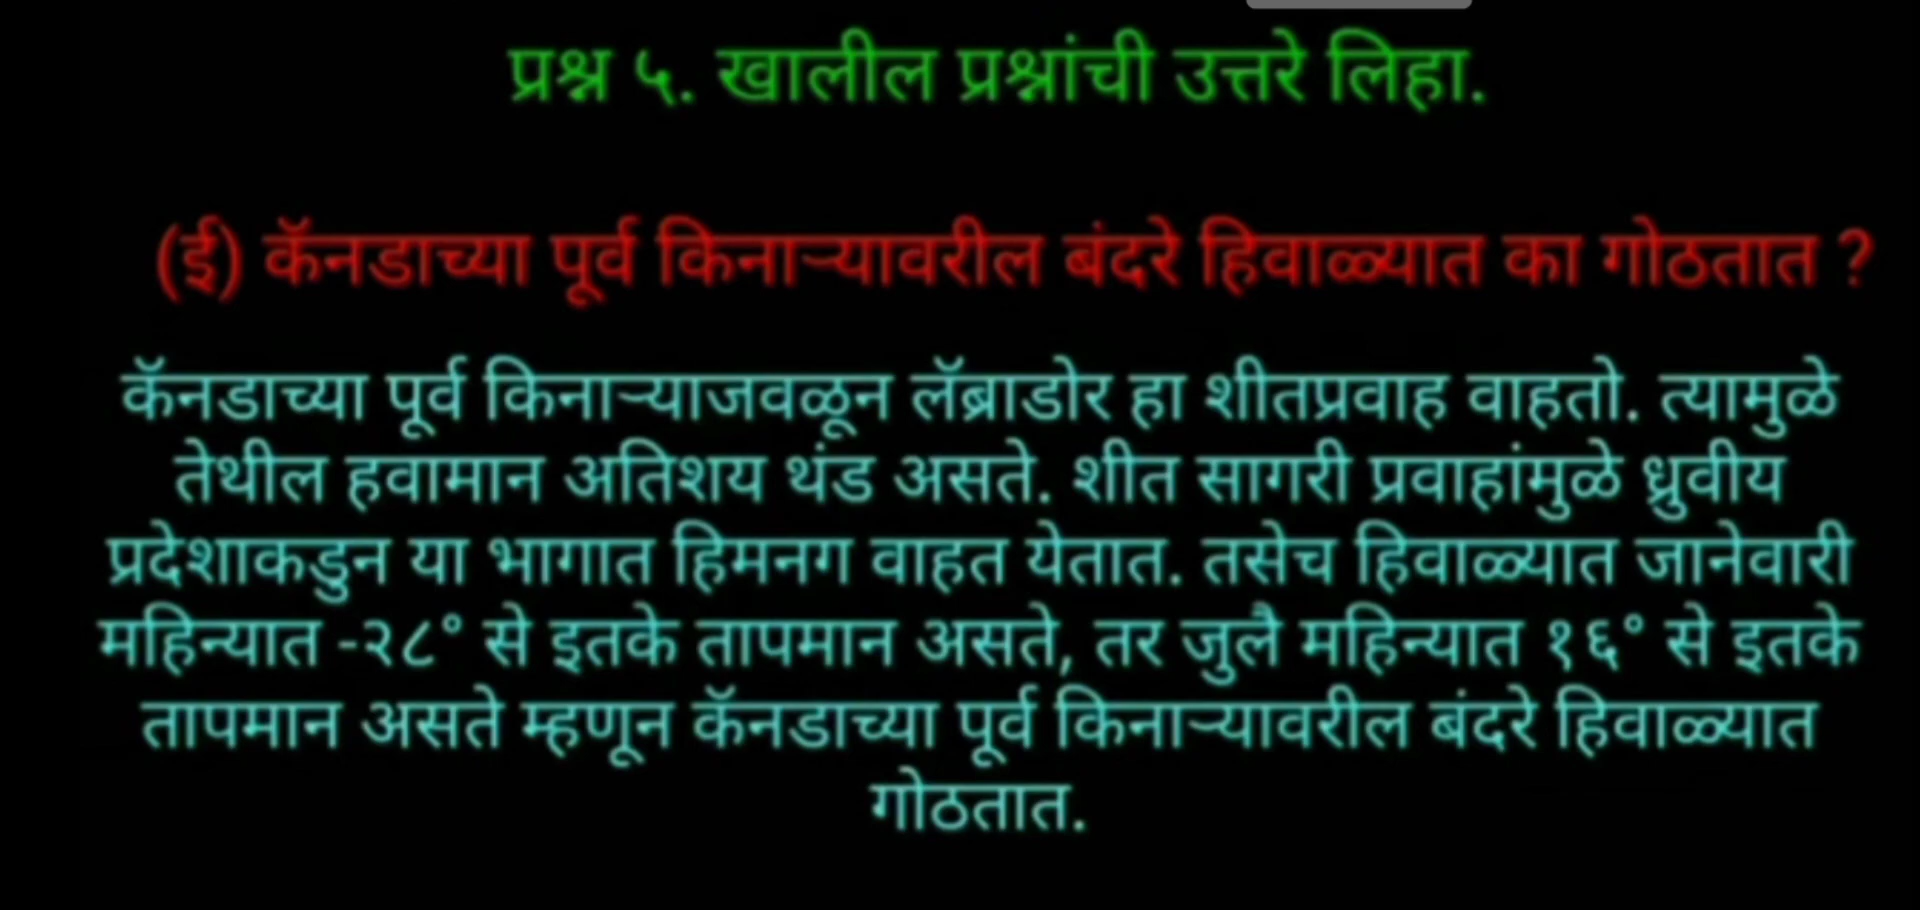 प्रश्न ५. खालील प्रश्नांची उत्तरे लिहा.
(ई) कॅनडाच्या पूर्व किनाऱ्यावरील बंदरे हिवाळ्यात का गोठतात ?
कॅनडाच्या पूर्व किनाऱ्याजवळून लॅब्राडोर हा शीतप्रवाह वाहतो. त्यामुळे
तेथील हवामान अतिशय थंड असते. शीत सागरी प्रवाहांमुळे ध्रुवीय
प्रदेशाकडुन या भागात हिमनग वाहत येतात. तसेच हिवाळ्यात जानेवारी
महिन्यात -२८° से इतके तापमान असते, तर जुलै महिन्यात १६° से इतके
तापमान असते म्हणून कॅनडाच्या पूर्व किनाऱ्यावरील बंदरे हिवाळ्यात
गोठतात.